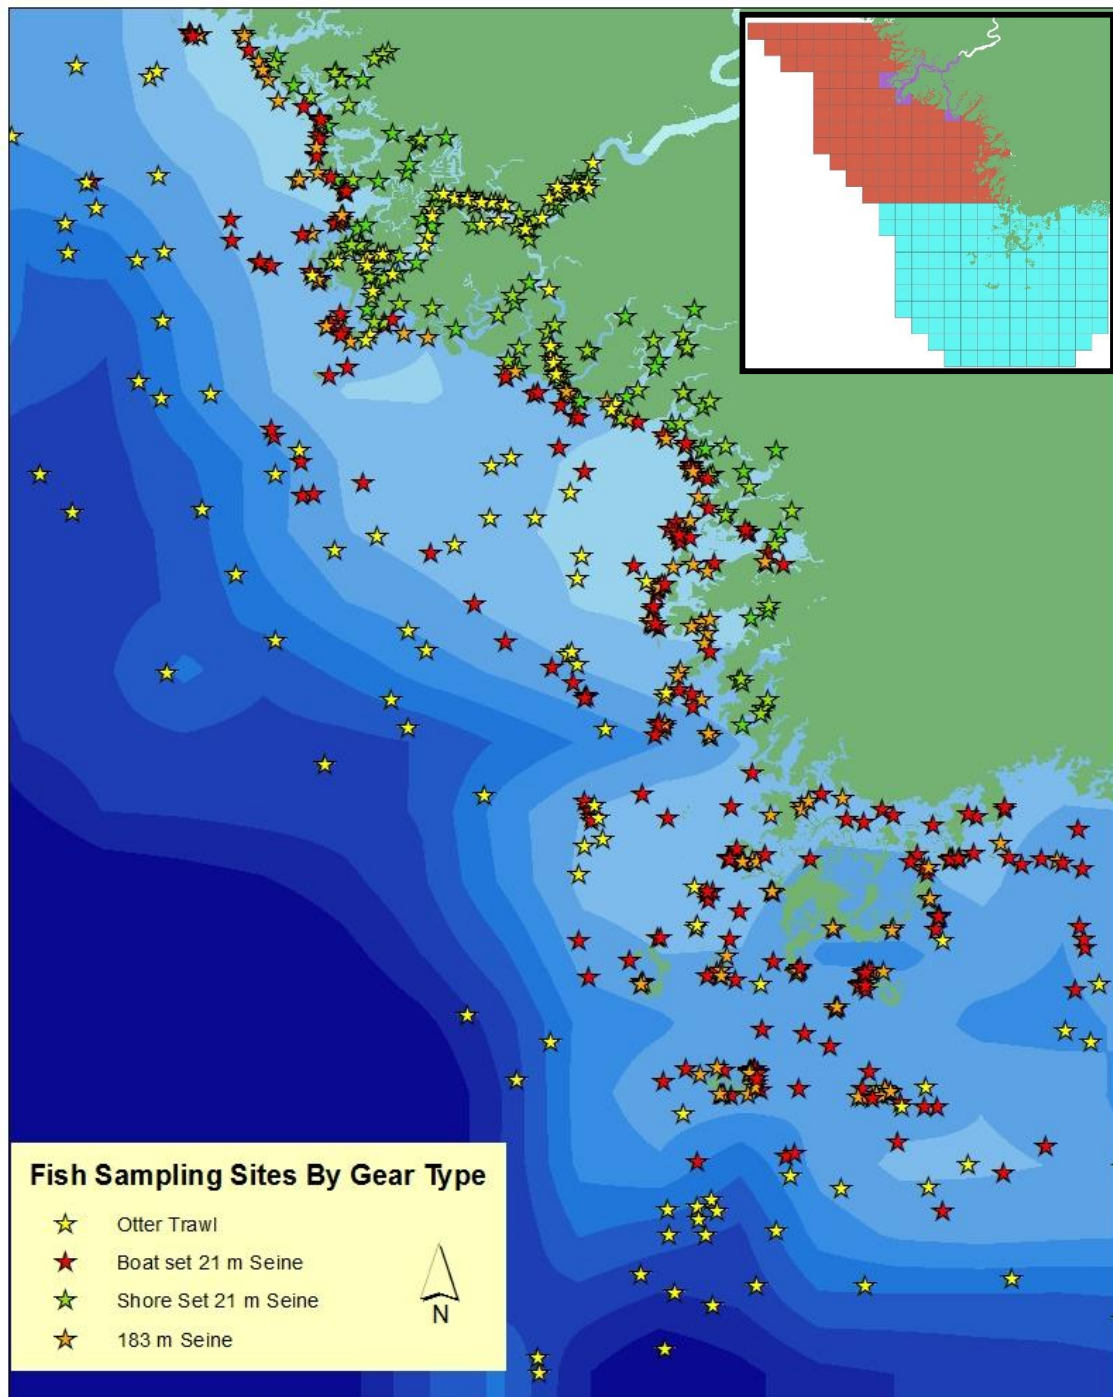 Fish Sampling Sites By Gear Type
Otter Trawl
Boat set 21 m Seine
Shore Set 21 m Seine
183 m Seine
N